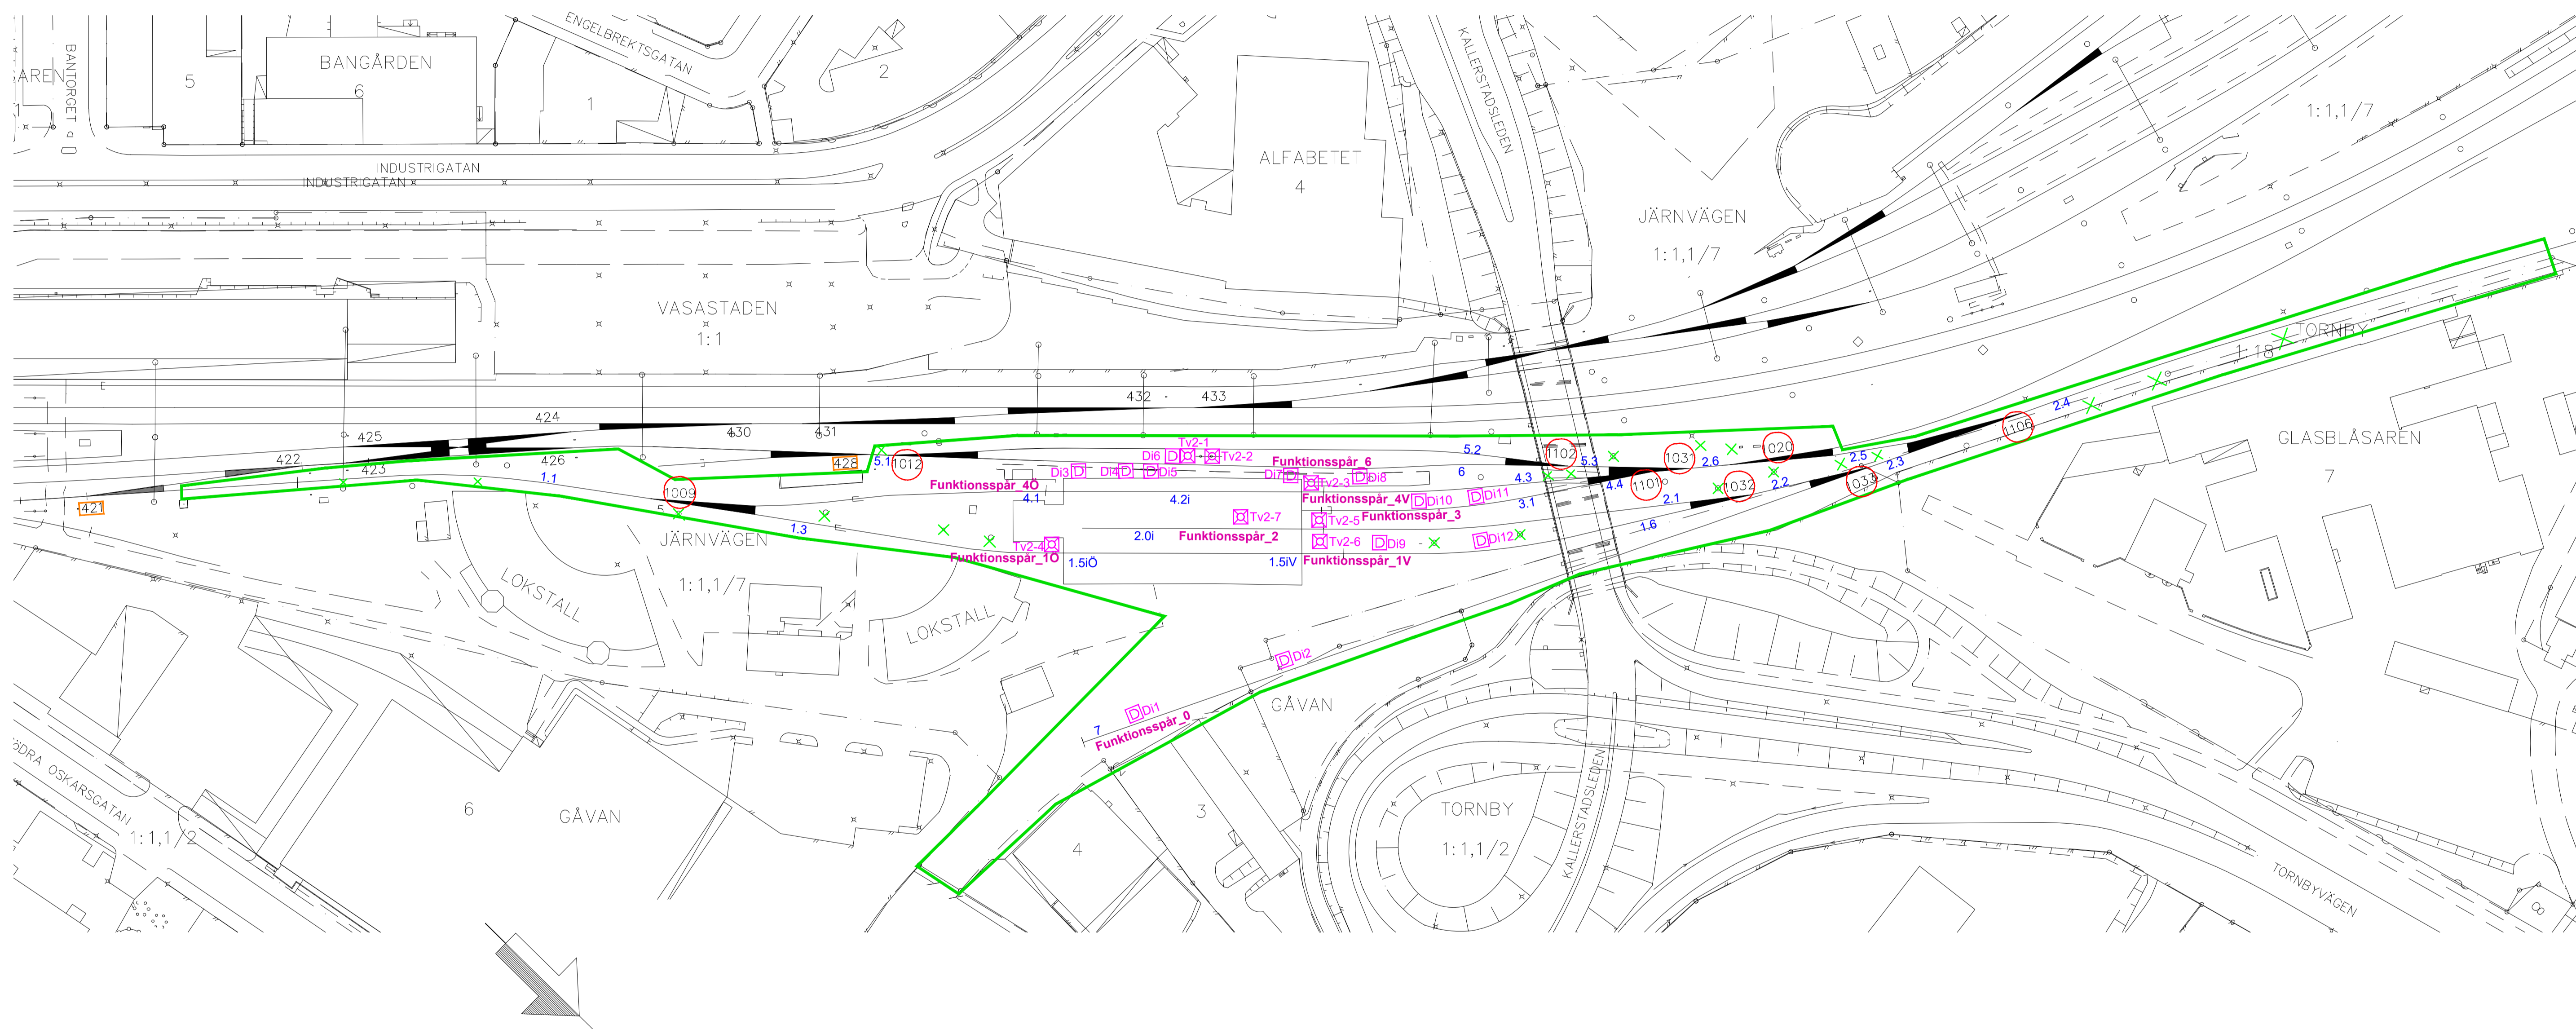 BANTORGET
AREN
5
BANGÅRDEN
6
1
ENGELBREKTSGATAN
2
INDUSTRIGATAN
INDUSTRIGATAN
ALFABETET
4
KALLERSTADSLEDEN
JÄRNVÄGEN
1:1,1/7
1:1,1/7
VASASTADEN
1:1
TORNBY
1:18
432
433
424
425
430
431
422
423
426
428
421
5.1
1012
1009
1.1
1.3
5
Tv2-1
Di6
Tv2-2
Di3
Di4
Di5
Funktionsspår_6
Di7
Tv2-3
Di8
Funktionsspår_4Ö
4.1
4.2i
Funktionsspår_4V
Di10
Di11
Tv2-7
Tv2-5
Funktionsspår_3
2.0i
Funktionsspår_2
Tv2-4
Tv2-6
Di9
Di12
Funktionsspår_1Ö
1.5iÖ
1.5iV
Funktionsspår_1V
5.2
6
1102
5.3
4.3
4.4
3.1
1101
1031
2.6
1020
2.1
1032
2.2
1.6
2.5
2.3
1033
1106
2.4
GLASBLÅSAREN
7
JÄRNVÄGEN
1:1,1/7
LOKSTALL
LOKSTALL
Di2
Di1
7
Funktionsspår_0
GÅVAN
3
4
6
GÅVAN
ÖDRA OSKARSGATAN
1:1,1/2
TORNBY
1:1,1/2
KALLERSTADSLEDEN
TORNBYVÄGEN